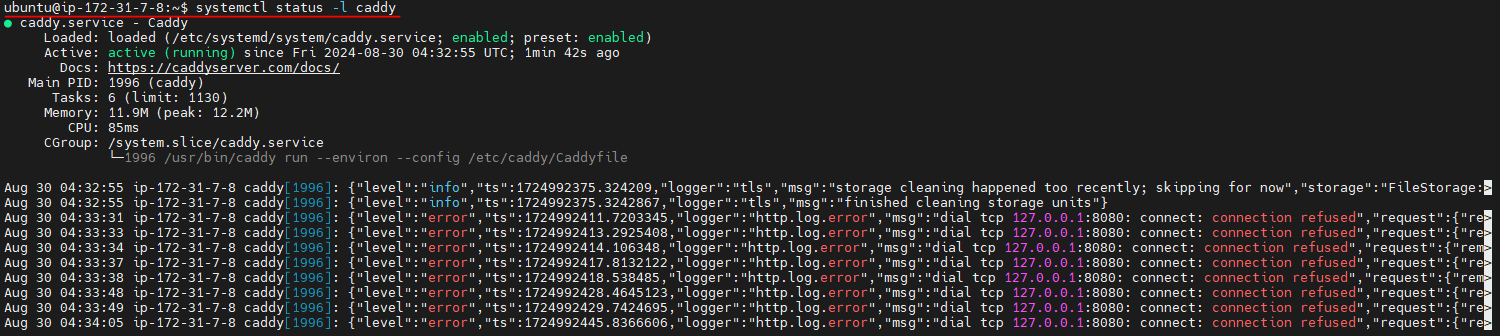 ubuntu@ip-172-31-7-8:~$ systemctl status -l caddy
● caddy.service - Caddy
     Loaded: loaded (/etc/systemd/system/caddy.service; enabled; preset: enabled)
     Active: active (running) since Fri 2024-08-30 04:32:55 UTC; 1min 42s ago
       Docs: https://caddyserver.com/docs/
   Main PID: 1996 (caddy)
      Tasks: 6 (limit: 1130)
     Memory: 11.9M (peak: 12.2M)
        CPU: 85ms
     CGroup: /system.slice/caddy.service
             └─1996 /usr/bin/caddy run --environ --config /etc/caddy/Caddyfile
Aug 30 04:32:55 ip-172-31-7-8 caddy[1996]: {"level":"info","ts":1724992375.324209,"logger":"tls","msg":"storage cleaning happened too recently; skipping for now","storage":"FileStorage:>
Aug 30 04:32:55 ip-172-31-7-8 caddy[1996]: {"level":"info","ts":1724992375.3242867,"logger":"tls","msg":"finished cleaning storage units"}
Aug 30 04:33:31 ip-172-31-7-8 caddy[1996]: {"level":"error","ts":1724992411.7203345,"logger":"http.log.error","msg":"dial tcp 127.0.0.1:8080: connect: connection refused","request":{"re>
Aug 30 04:33:33 ip-172-31-7-8 caddy[1996]: {"level":"error","ts":1724992413.2925408,"logger":"http.log.error","msg":"dial tcp 127.0.0.1:8080: connect: connection refused","request":{"re>
Aug 30 04:33:34 ip-172-31-7-8 caddy[1996]: {"level":"error","ts":1724992414.106348,"logger":"http.log.error","msg":"dial tcp 127.0.0.1:8080: connect: connection refused","request":{"rem>
Aug 30 04:33:37 ip-172-31-7-8 caddy[1996]: {"level":"error","ts":1724992417.8132122,"logger":"http.log.error","msg":"dial tcp 127.0.0.1:8080: connect: connection refused","request":{"re>
Aug 30 04:33:38 ip-172-31-7-8 caddy[1996]: {"level":"error","ts":1724992418.538485,"logger":"http.log.error","msg":"dial tcp 127.0.0.1:8080: connect: connection refused","request":{"rem>
Aug 30 04:33:48 ip-172-31-7-8 caddy[1996]: {"level":"error","ts":1724992428.4645123,"logger":"http.log.error","msg":"dial tcp 127.0.0.1:8080: connect: connection refused","request":{"re>
Aug 30 04:33:49 ip-172-31-7-8 caddy[1996]: {"level":"error","ts":1724992429.7424695,"logger":"http.log.error","msg":"dial tcp 127.0.0.1:8080: connect: connection refused","request":{"re>
Aug 30 04:34:05 ip-172-31-7-8 caddy[1996]: {"level":"error","ts":1724992445.8366606,"logger":"http.log.error","msg":"dial tcp 127.0.0.1:8080: connect: connection refused","request":{"re>